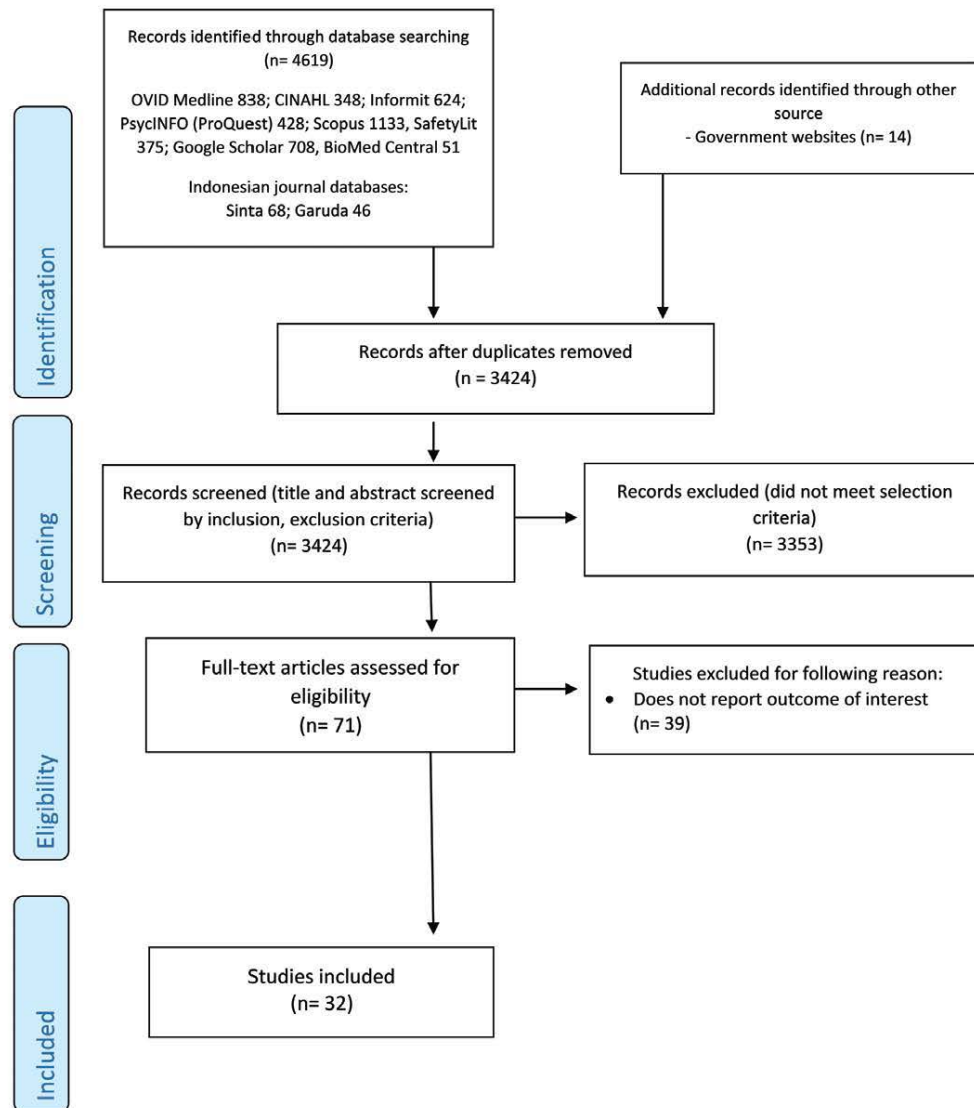 Records identified through database searching
(n= 4619)
OVID Medline 838; CINAHL 348; Informit 624;
PsycINFO (ProQuest) 428; Scopus 1133, SafetyLit
375; Google Scholar 708, BioMed Central 51
Indonesian journal databases:
Sinta 68; Garuda 46
Additional records identified through other
source
- Government websites (n= 14)
Identification
Records after duplicates removed
(n = 3424)
Screening
Records screened (title and abstract screened
by inclusion, exclusion criteria)
(n= 3424)
Records excluded (did not meet selection
criteria)
(n= 3353)
Eligibility
Full-text articles assessed for
eligibility
(n= 71)
Studies excluded for following reason:
• Does not report outcome of interest
(n= 39)
Included
Studies included
(n= 32)